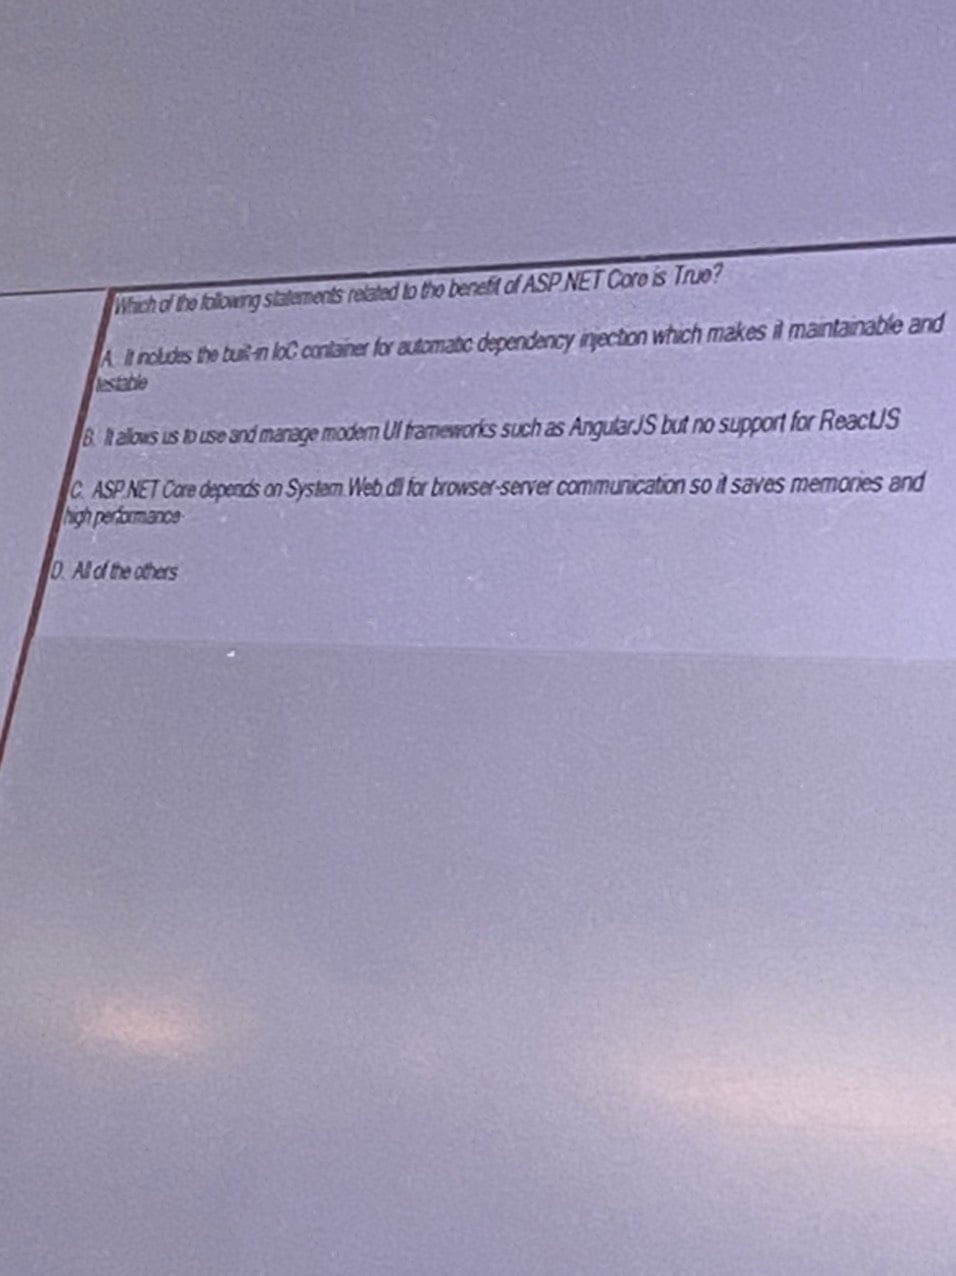 Which of the following statements related to the benefit of ASP.NET Core is True?
A. It includes the built-in IoC container for automatic dependency injection which makes it maintainable and
testable
B. It allows us to use and manage modern UI frameworks such as AngularJS but no support for ReactJS
C. ASP.NET Core depends on System.Web.dll for browser-server communication so it saves memories and
high performance
D. All of the others